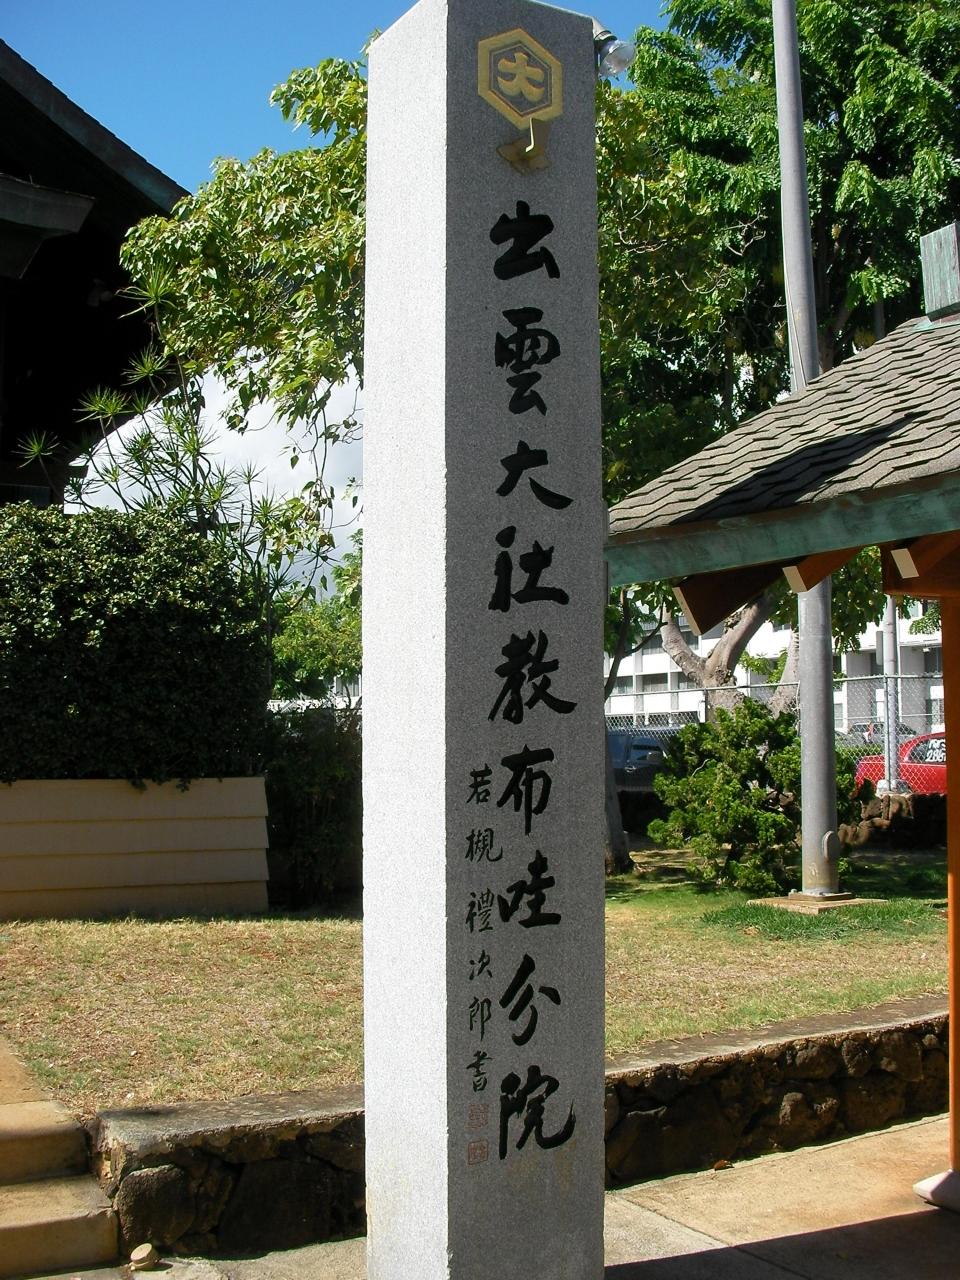 大
出雲大社教布哇分院
若槻禮次郎書